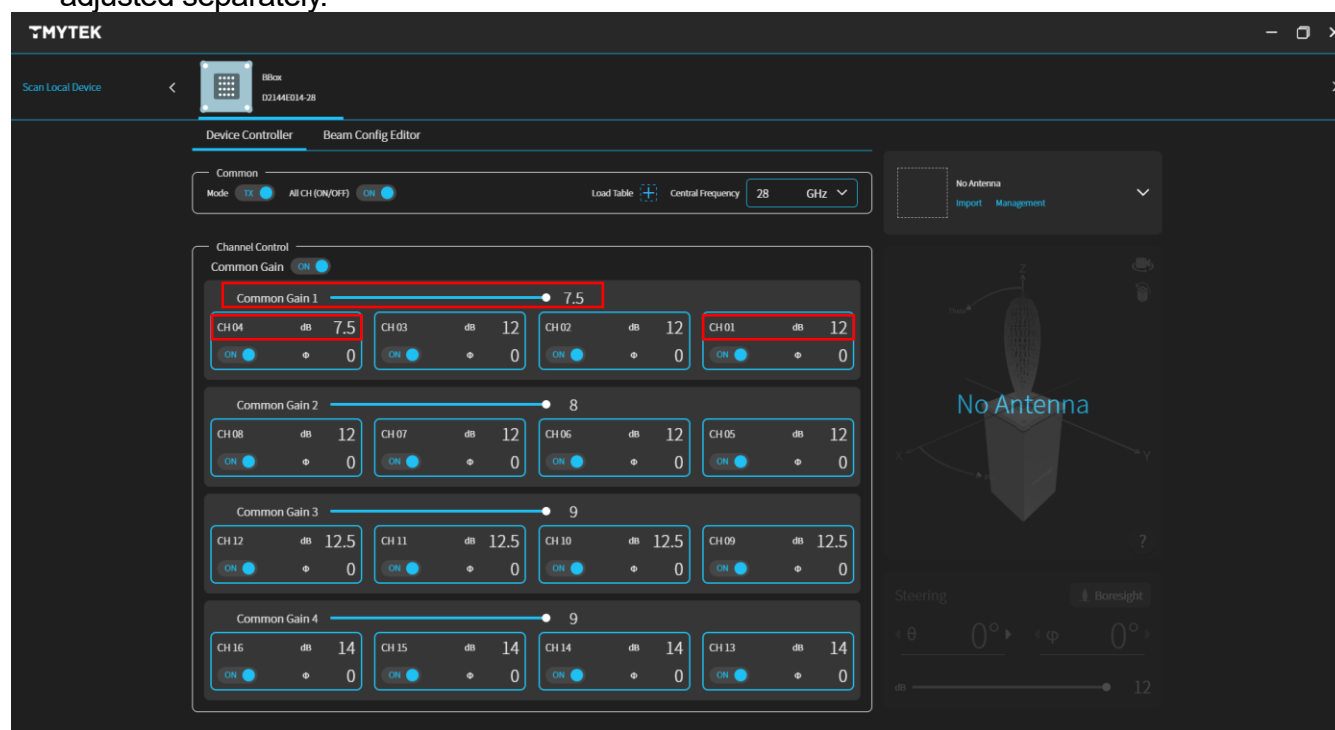 adjusted separately.
TMYTEK
Scan Local Device
BBox
D2144E014-28
Device Controller Beam Config Editor
Common
Mode TX All CH (ON/OFF) ON Load Table Central Frequency 28 GHz
No Antenna
Import Management
Channel Control
Common Gain ON
Common Gain 1 7.5
CH 04 dB 7.5 CH 03 dB 12 CH 02 dB 12 CH 01 dB 12
ON Φ 0 ON Φ 0 ON Φ 0 ON Φ 0
Common Gain 2 8
CH 08 dB 12 CH 07 dB 12 CH 06 dB 12 CH 05 dB 12
ON Φ 0 ON Φ 0 ON Φ 0 ON Φ 0
Common Gain 3 9
CH 12 dB 12.5 CH 11 dB 12.5 CH 10 dB 12.5 CH 09 dB 12.5
ON Φ 0 ON Φ 0 ON Φ 0 ON Φ 0
Common Gain 4 9
CH 16 dB 14 CH 15 dB 14 CH 14 dB 14 CH 13 dB 14
ON Φ 0 ON Φ 0 ON Φ 0 ON Φ 0
Z
Theta
No Antenna
X Y
?
Steering Boresight
θ 0° φ 0°
dB 12